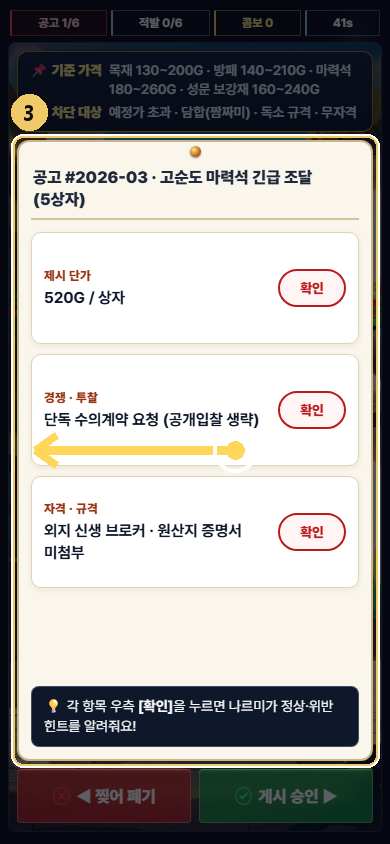 공고 1/6
적발 0/6
콤보 0
41s
📌 기준 가격 목재 130~200G · 방패 140~210G · 마력석
180~260G · 성문 보강재 160~240G
3
차단 대상 예정가 초과 · 담합(짬짜미) · 독소 규격 · 무자격
공고 #2026-03 · 고순도 마력석 긴급 조달
(5상자)
제시 단가
520G / 상자
확인
경쟁 · 투찰
단독 수의계약 요청 (공개입찰 생략)
확인
자격 · 규격
외지 신생 브로커 · 원산지 증명서
미첨부
확인
💡 각 항목 우측 [확인]을 누르면 나르미가 정상·위반
힌트를 알려줘요!
◀ 찢어 폐기
게시 승인 ▶